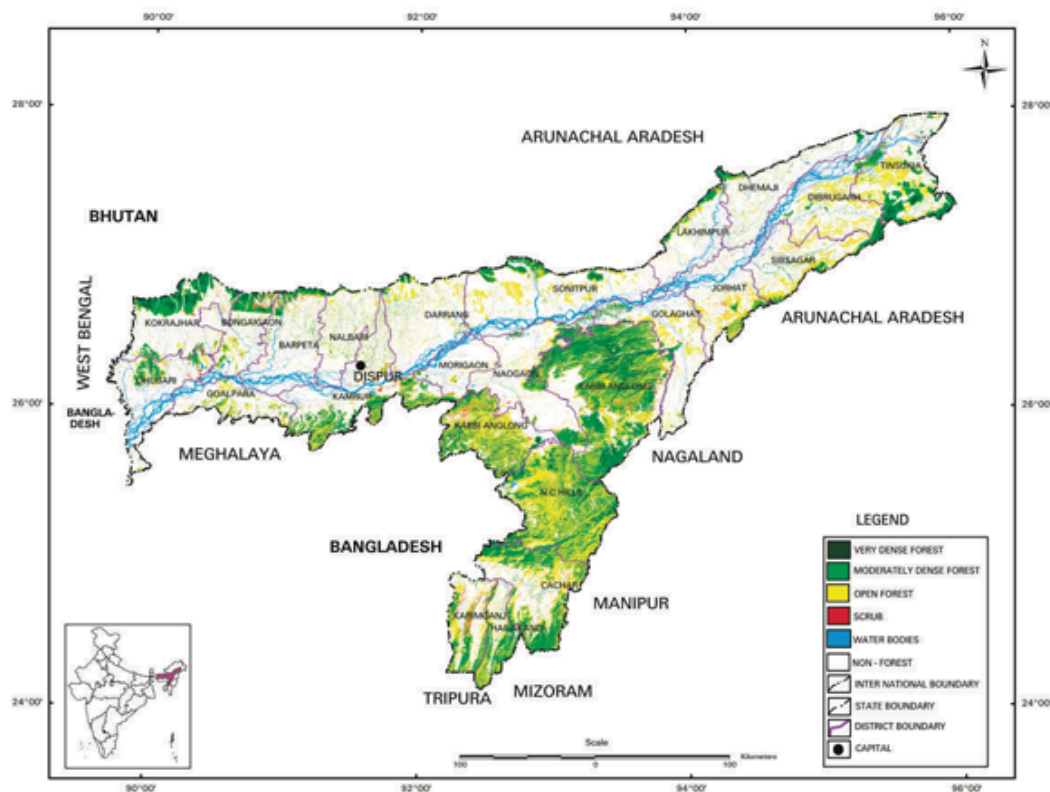 90°00'
92°00'
94°00'
96°00'
N
28°00'
28°00'
ARUNACHAL ARADESH
TINSUKIA
DHEMAJI
DIBRUGARH
BHUTAN
LAKHIMPUR
SIBSAGAR
WEST BENGAL
SONITPUR
JORHAT
KOKRAJHAR
BONGAIGAON
DARRANG
GOLAGHAT
ARUNACHAL ARADESH
NALBARI
BARPETA
MORIGAON
DISPUR
NAOGAON
DHUBARI
KARBI ANGLONG
GOALPARA
KAMRUP
26°00'
26°00'
BANGLA-
DESH
KARBI ANGLONG
MEGHALAYA
NAGALAND
N C HILLS
BANGLADESH
CACHAR
MANIPUR
KARIMGANJ
HAILAKANDI
TRIPURA
MIZORAM
24°00'
24°00'
LEGEND
VERY DENSE FOREST
MODERATELY DENSE FOREST
OPEN FOREST
SCRUB
WATER BODIES
NON - FOREST
INTER NATIONAL BOUNDARY
STATE BOUNDARY
DISTRICT BOUNDARY
CAPITAL
Scale
100
0
100
Kilometers
90°00'
92°00'
94°00'
96°00'